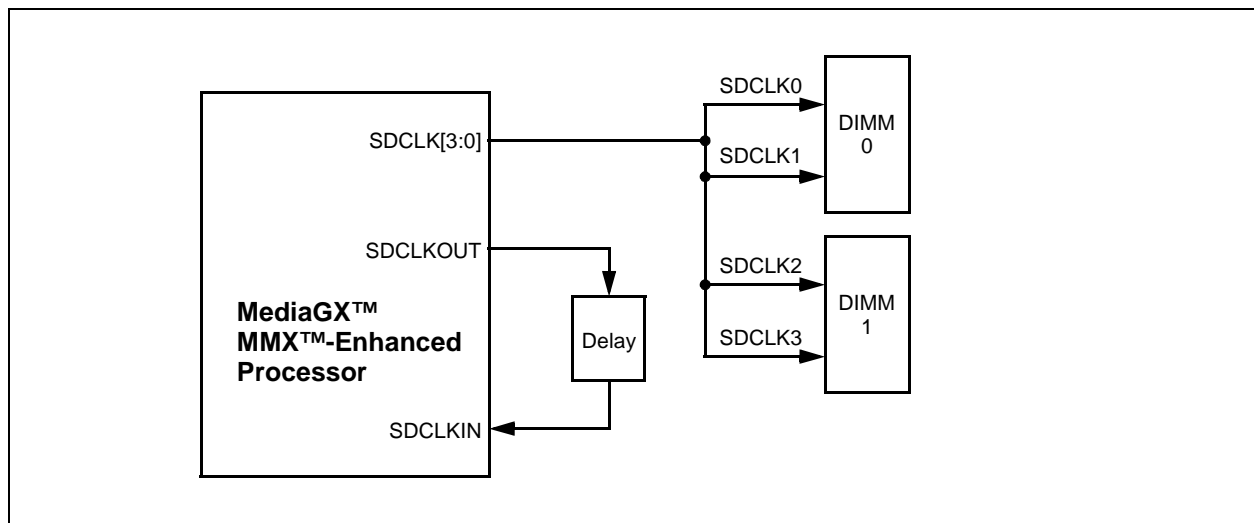 SDCLK[3:0]
SDCLKOUT
MediaGX™
MMX™-Enhanced
Processor
SDCLKIN
Delay
SDCLK0
SDCLK1
DIMM
0
SDCLK2
SDCLK3
DIMM
1